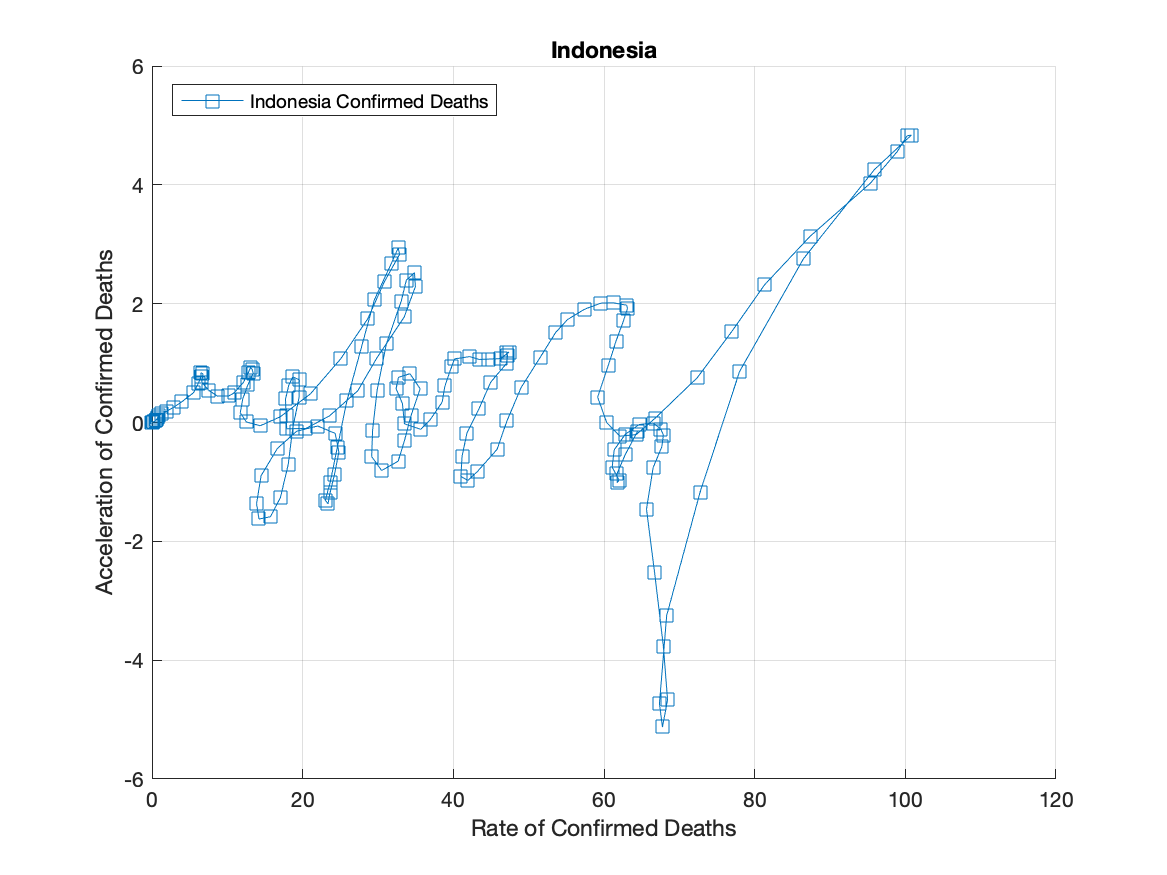 Indonesia
6
Indonesia Confirmed Deaths
4
2
0
-2
-4
-6
Acceleration of Confirmed Deaths
0 20 40 60 80 100 120
Rate of Confirmed Deaths